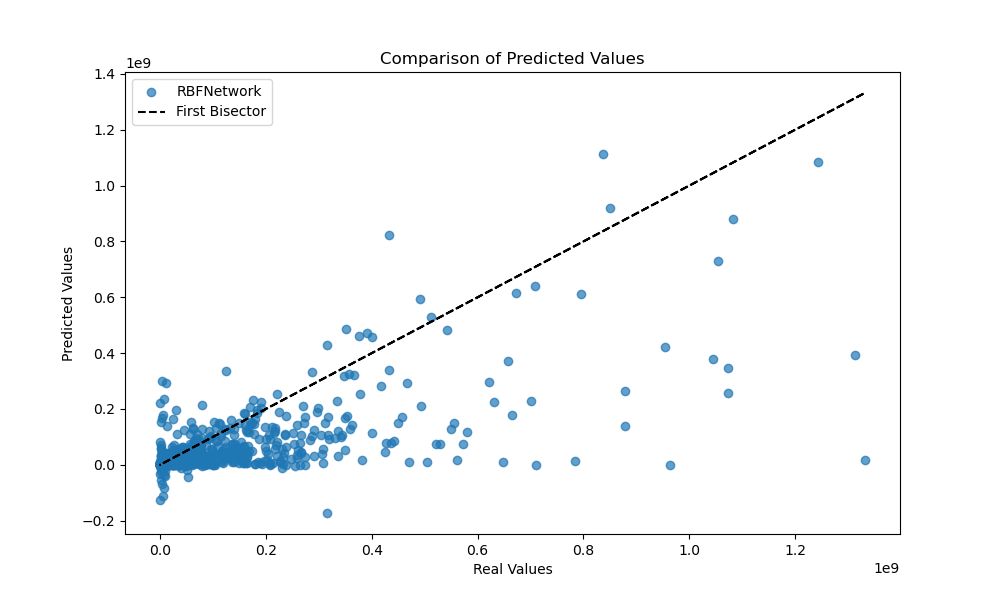 Comparison of Predicted Values
1e9
RBFNetwork
First Bisector
1.4
1.2
1.0
0.8
0.6
0.4
0.2
0.0
−0.2
Predicted Values
0.0 0.2 0.4 0.6 0.8 1.0 1.2
1e9
Real Values